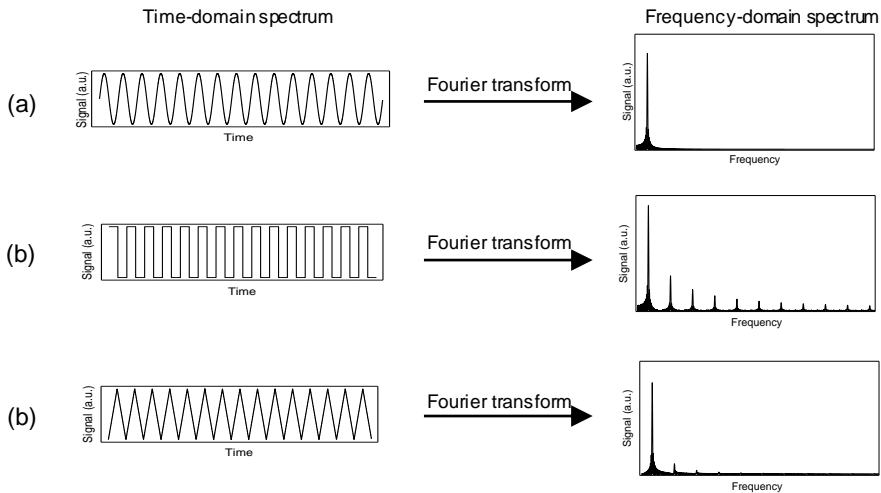 Time-domain spectrum
Frequency-domain spectrum
(a)
Signal (a.u.)
Time
Fourier transform
Signal (a.u.)
Frequency
(b)
Signal (a.u.)
Time
Fourier transform
Signal (a.u.)
Frequency
(b)
Signal (a.u.)
Time
Fourier transform
Signal (a.u.)
Frequency